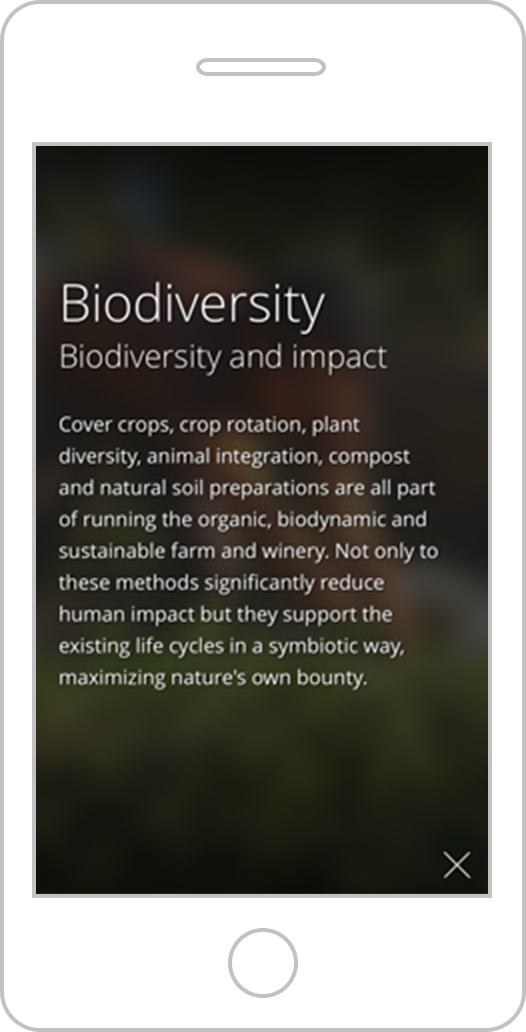 Biodiversity
Biodiversity and impact
Cover crops, crop rotation, plant
diversity, animal integration, compost
and natural soil preparations are all part
of running the organic, biodynamic and
sustainable farm and winery. Not only to
these methods significantly reduce
human impact but they support the
existing life cycles in a symbiotic way,
maximizing nature's own bounty.